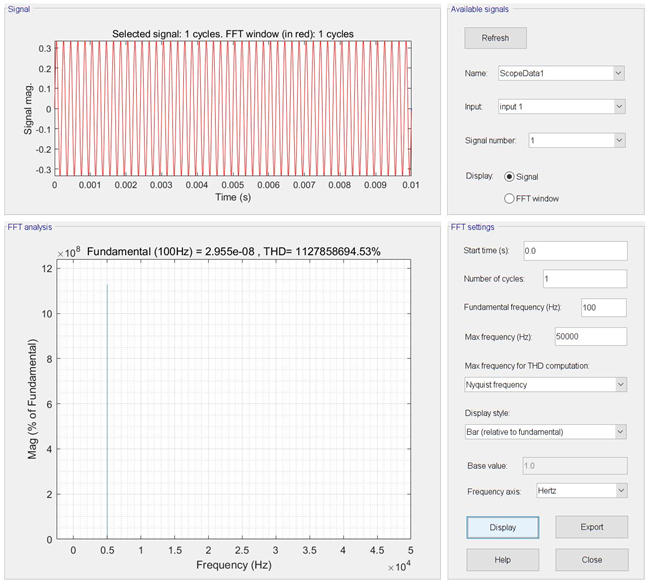 Signal
Selected signal: 1 cycles. FFT window (in red): 1 cycles
0.3
0.2
0.1
0
-0.1
-0.2
-0.3
Signal mag.
0 0.001 0.002 0.003 0.004 0.005 0.006 0.007 0.008 0.009 0.01
Time (s)
Available signals
Refresh
Name: ScopeData1
Input: input 1
Signal number: 1
Display: Signal
FFT window
FFT analysis
×10^8 Fundamental (100Hz) = 2.955e-08 , THD= 1127858694.53%
12
10
8
6
4
2
0
Mag (% of Fundamental)
0 0.5 1 1.5 2 2.5 3 3.5 4 4.5 5
Frequency (Hz) ×10^4
FFT settings
Start time (s): 0.0
Number of cycles: 1
Fundamental frequency (Hz): 100
Max frequency (Hz): 50000
Max frequency for THD computation:
Nyquist frequency
Display style:
Bar (relative to fundamental)
Base value: 1.0
Frequency axis: Hertz
Display Export
Help Close